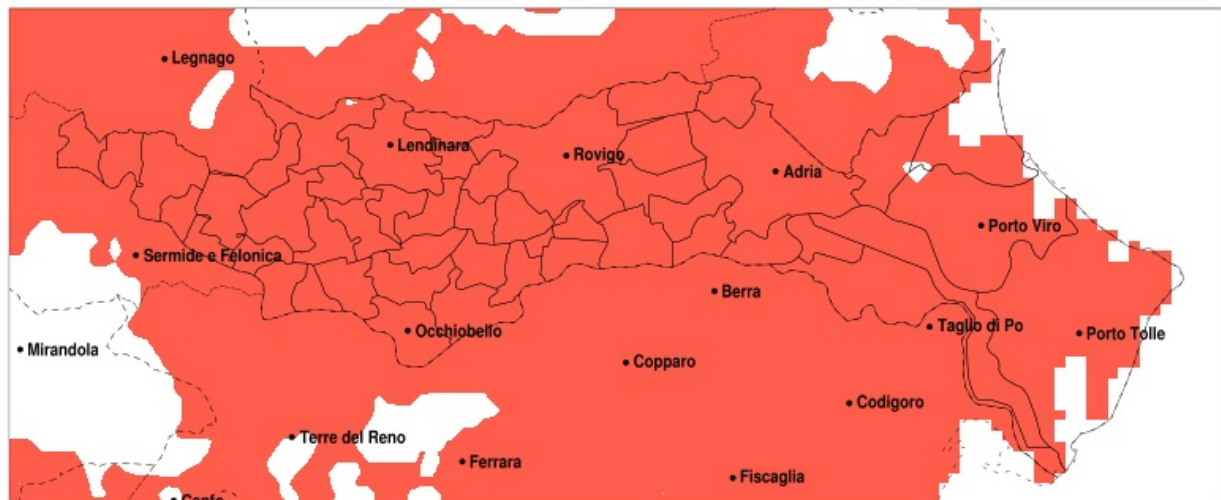 Legnago
Lendinara
Rovigo
Adria
Porto Viro
Sermide e Felonica
Berra
Taglio di Po
Porto Tolle
Occhiobello
Mirandola
Copparo
Codigoro
Terre del Reno
Ferrara
Fiscaglia